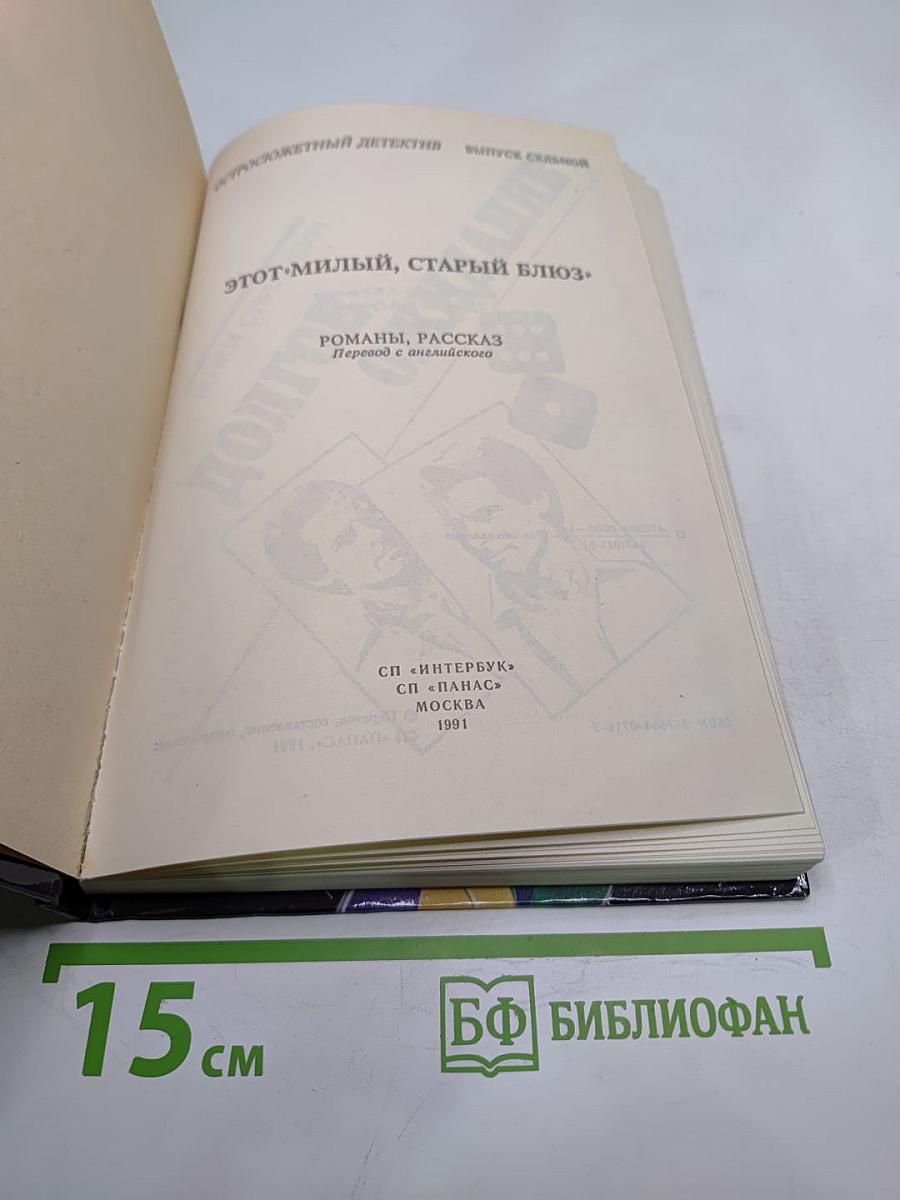 ОСТРОСЮЖЕТНЫЙ ДЕТЕКТИВ ВЫПУСК СЕДЬМОЙ
ЭТОТ «МИЛЫЙ, СТАРЫЙ БЛЮЗ»
РОМАНЫ, РАССКАЗ
Перевод с английского
СП «ИНТЕРБУК»
СП «ПАНАС»
МОСКВА
1991
15 см
БФ БИБЛИОФАН